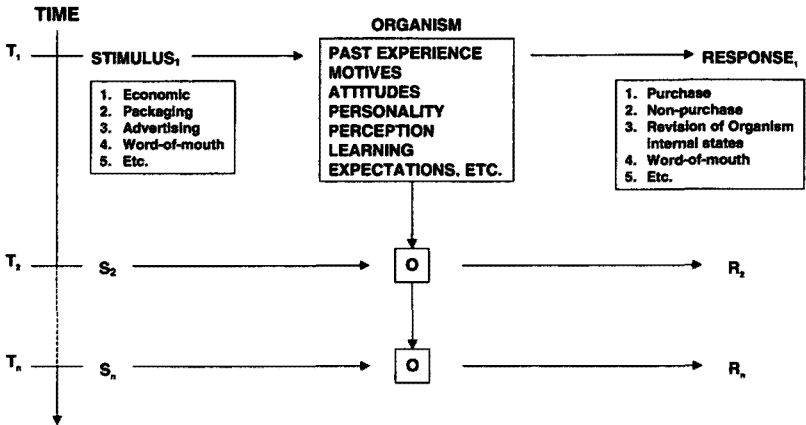 TIME
ORGANISM
T₁ STIMULUS₁ PAST EXPERIENCE RESPONSE₁
MOTIVES
ATTITUDES
PERSONALITY
PERCEPTION
LEARNING
EXPECTATIONS, ETC.
1. Economic
2. Packaging
3. Advertising
4. Word-of-mouth
5. Etc.
1. Purchase
2. Non-purchase
3. Revision of Organism
internal states
4. Word-of-mouth
5. Etc.
T₂ S₂ O R₂
Tₙ Sₙ O Rₙ